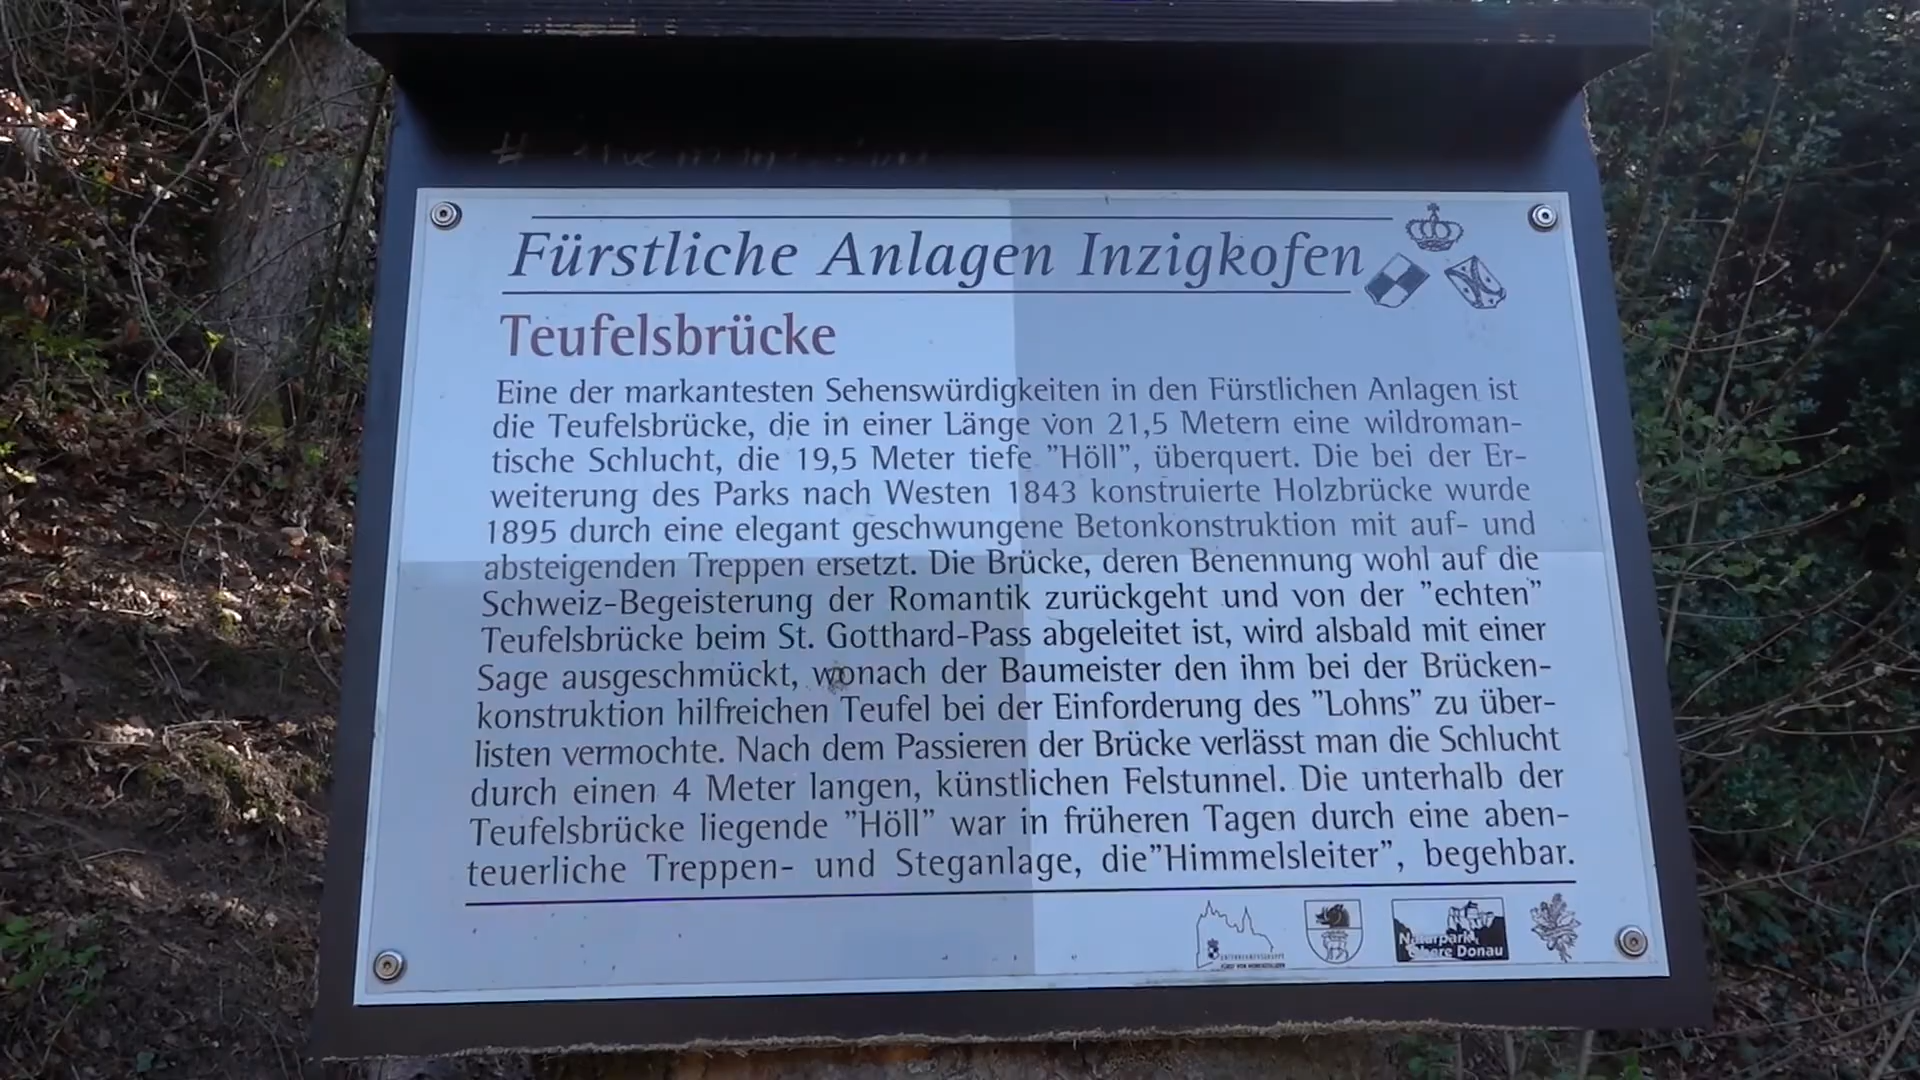 Fürstliche Anlagen Inzigkofen
Teufelsbrücke
Eine der markantesten Sehenswürdigkeiten in den Fürstlichen Anlagen ist
die Teufelsbrücke, die in einer Länge von 21,5 Metern eine wildroman-
tische Schlucht, die 19,5 Meter tiefe "Höll", überquert. Die bei der Er-
weiterung des Parks nach Westen 1843 konstruierte Holzbrücke wurde
1895 durch eine elegant geschwungene Betonkonstruktion mit auf- und
absteigenden Treppen ersetzt. Die Brücke, deren Benennung wohl auf die
Schweiz-Begeisterung der Romantik zurückgeht und von der "echten"
Teufelsbrücke beim St. Gotthard-Pass abgeleitet ist, wird alsbald mit einer
Sage ausgeschmückt, wonach der Baumeister den ihm bei der Brücken-
konstruktion hilfreichen Teufel bei der Einforderung des "Lohns" zu über-
listen vermochte. Nach dem Passieren der Brücke verlässt man die Schlucht
durch einen 4 Meter langen, künstlichen Felstunnel. Die unterhalb der
Teufelsbrücke liegende "Höll" war in früheren Tagen durch eine aben-
teuerliche Treppen- und Steganlage, die"Himmelsleiter", begehbar.
Naturpark
Obere Donau